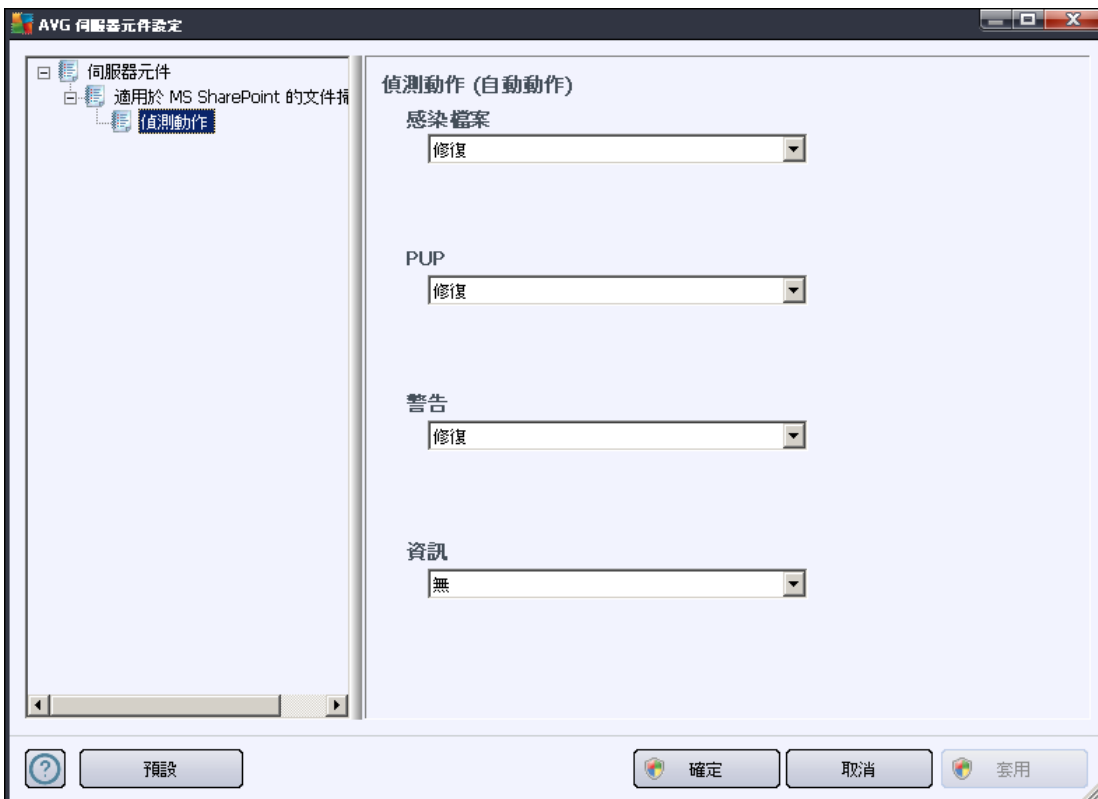 AVG 伺服器元件設定
伺服器元件
適用於 MS SharePoint 的文件掃
偵測動作
偵測動作 (自動動作)
感染檔案
修復
PUP
修復
警告
修復
資訊
無
預設
確定
取消
套用